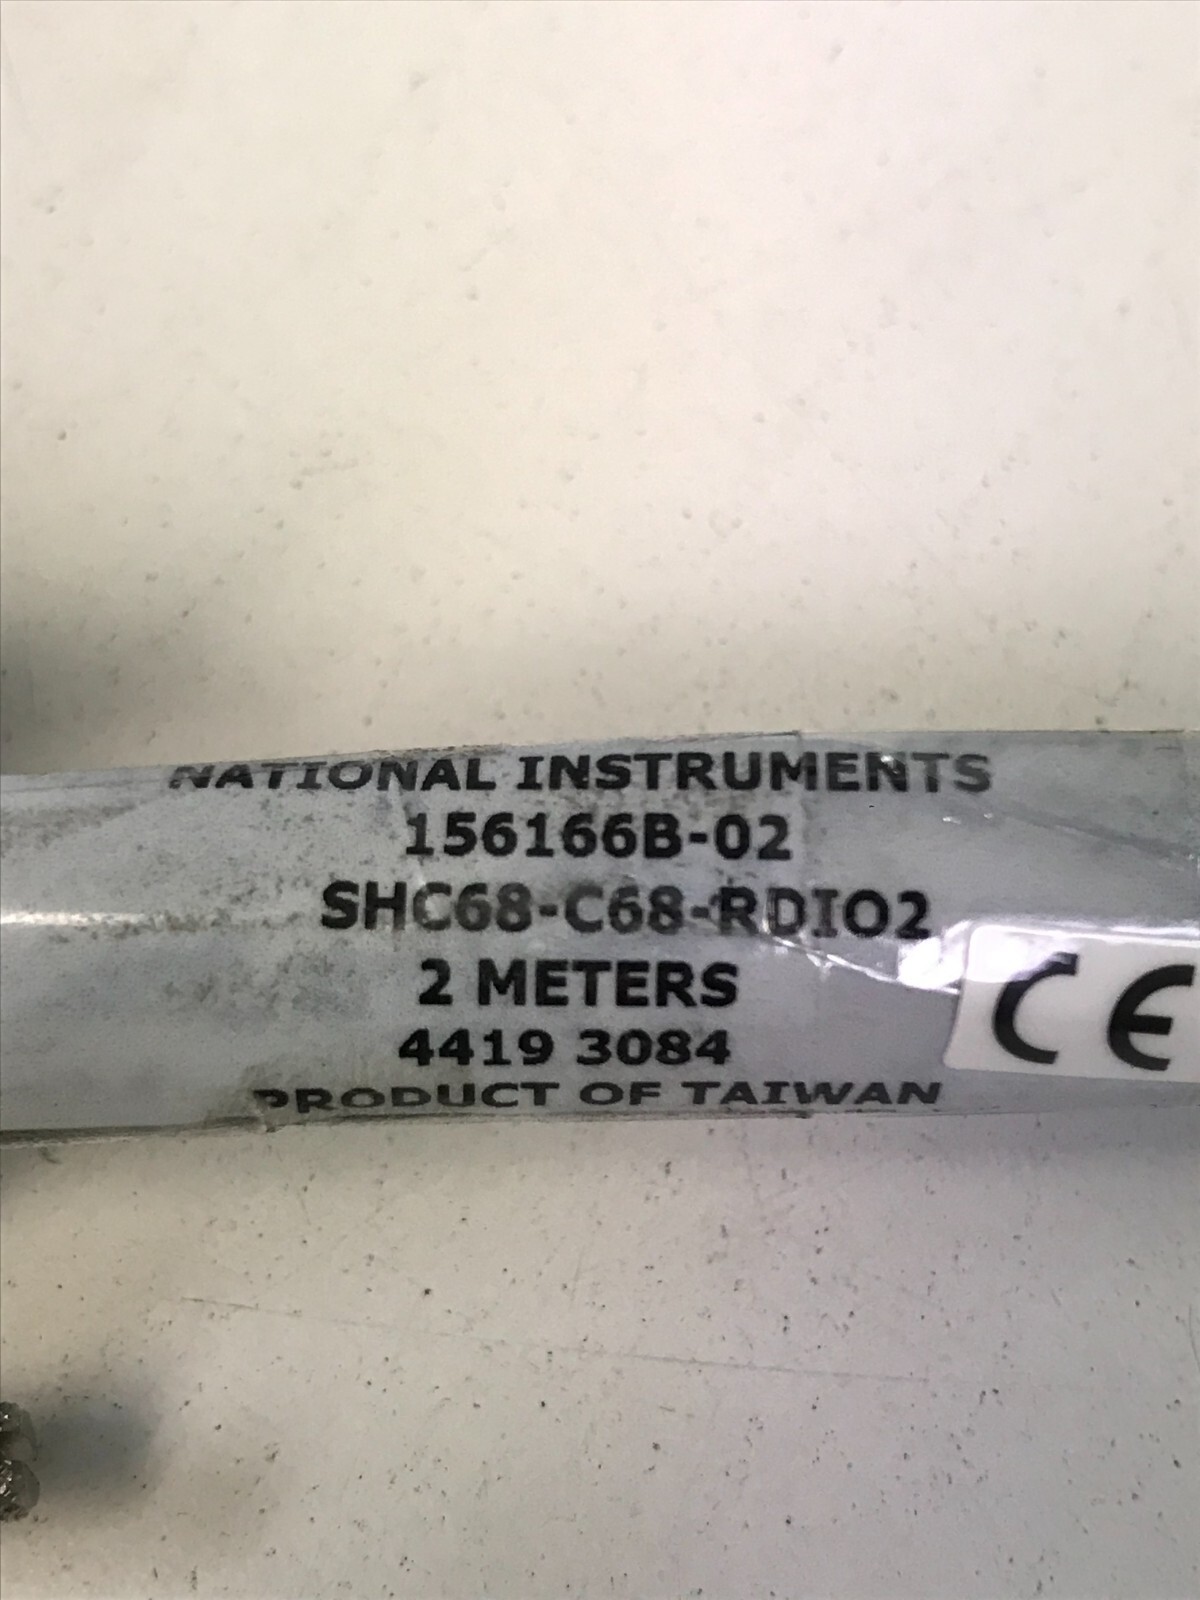 NATIONAL INSTRUMENTS
156166B-02
SHC68-C68-RDIO2
2 METERS
4419 3084
PRODUCT OF TAIWAN
CE